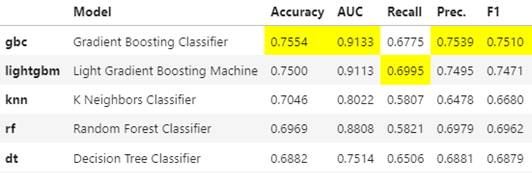 Model Accuracy AUC Recall Prec. F1
gbc Gradient Boosting Classifier 0.7554 0.9133 0.6775 0.7539 0.7510
lightgbm Light Gradient Boosting Machine 0.7500 0.9113 0.6995 0.7495 0.7471
knn K Neighbors Classifier 0.7046 0.8022 0.5807 0.6478 0.6680
rf Random Forest Classifier 0.6969 0.8808 0.5821 0.6979 0.6962
dt Decision Tree Classifier 0.6882 0.7514 0.6506 0.6881 0.6879